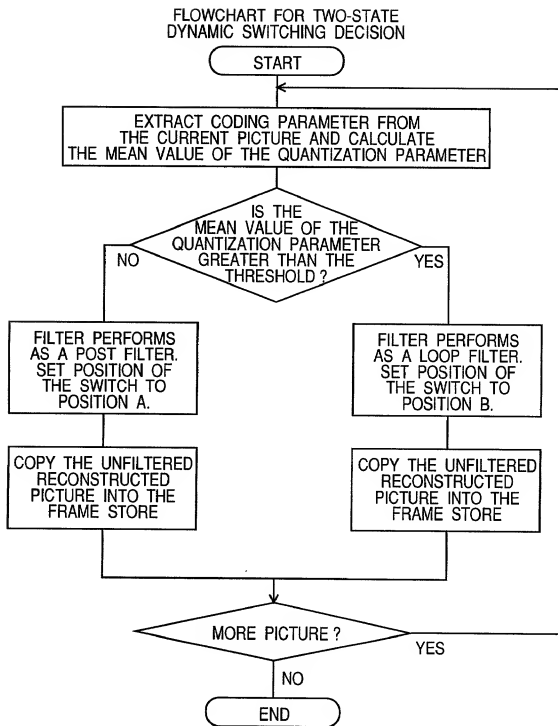 FLOWCHART FOR TWO-STATE
DYNAMIC SWITCHING DECISION
START
EXTRACT CODING PARAMETER FROM
THE CURRENT PICTURE AND CALCULATE
THE MEAN VALUE OF THE QUANTIZATION PARAMETER
IS THE
MEAN VALUE OF THE
QUANTIZATION PARAMETER
GREATER THAN THE
THRESHOLD ?
NO
YES
FILTER PERFORMS
AS A POST FILTER.
SET POSITION OF
THE SWITCH TO
POSITION A.
FILTER PERFORMS
AS A LOOP FILTER.
SET POSITION OF
THE SWITCH TO
POSITION B.
COPY THE UNFILTERED
RECONSTRUCTED
PICTURE INTO THE
FRAME STORE
COPY THE UNFILTERED
RECONSTRUCTED
PICTURE INTO THE
FRAME STORE
MORE PICTURE ?
YES
NO
END